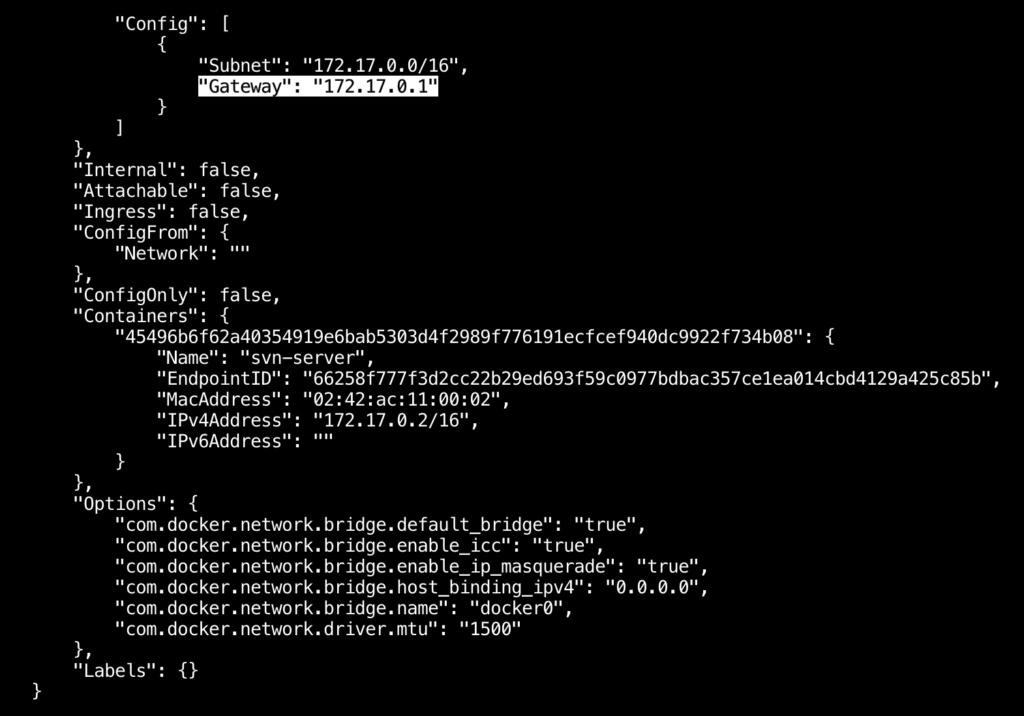 "Config": [
{
"Subnet": "172.17.0.0/16",
"Gateway": "172.17.0.1"
}
]
},
"Internal": false,
"Attachable": false,
"Ingress": false,
"ConfigFrom": {
"Network": ""
},
"ConfigOnly": false,
"Containers": {
"45496b6f62a40354919e6bab5303d4f2989f776191ecfcef940dc9922f734b08": {
"Name": "svn-server",
"EndpointID": "66258f777f3d2cc22b29ed693f59c0977bdbac357ce1ea014cbd4129a425c85b",
"MacAddress": "02:42:ac:11:00:02",
"IPv4Address": "172.17.0.2/16",
"IPv6Address": ""
}
},
"Options": {
"com.docker.network.bridge.default_bridge": "true",
"com.docker.network.bridge.enable_icc": "true",
"com.docker.network.bridge.enable_ip_masquerade": "true",
"com.docker.network.bridge.host_binding_ipv4": "0.0.0.0",
"com.docker.network.bridge.name": "docker0",
"com.docker.network.driver.mtu": "1500"
},
"Labels": {}
}